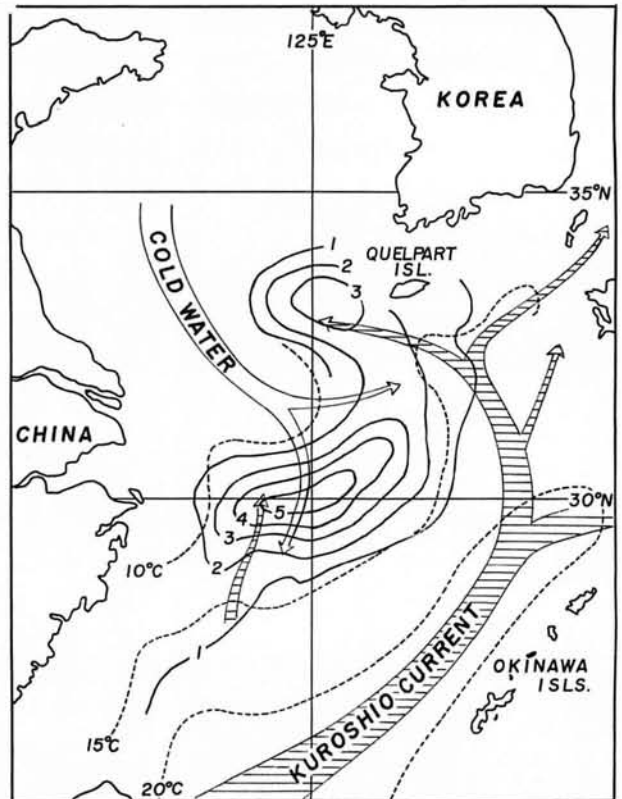 125°E
KOREA
35°N
COLD WATER
1
2
3
QUELPART
ISL.
CHINA
30°N
5
4
3
2
10°C
1
KUROSHIO CURRENT
OKINAWA
ISLS.
15°C
20°C